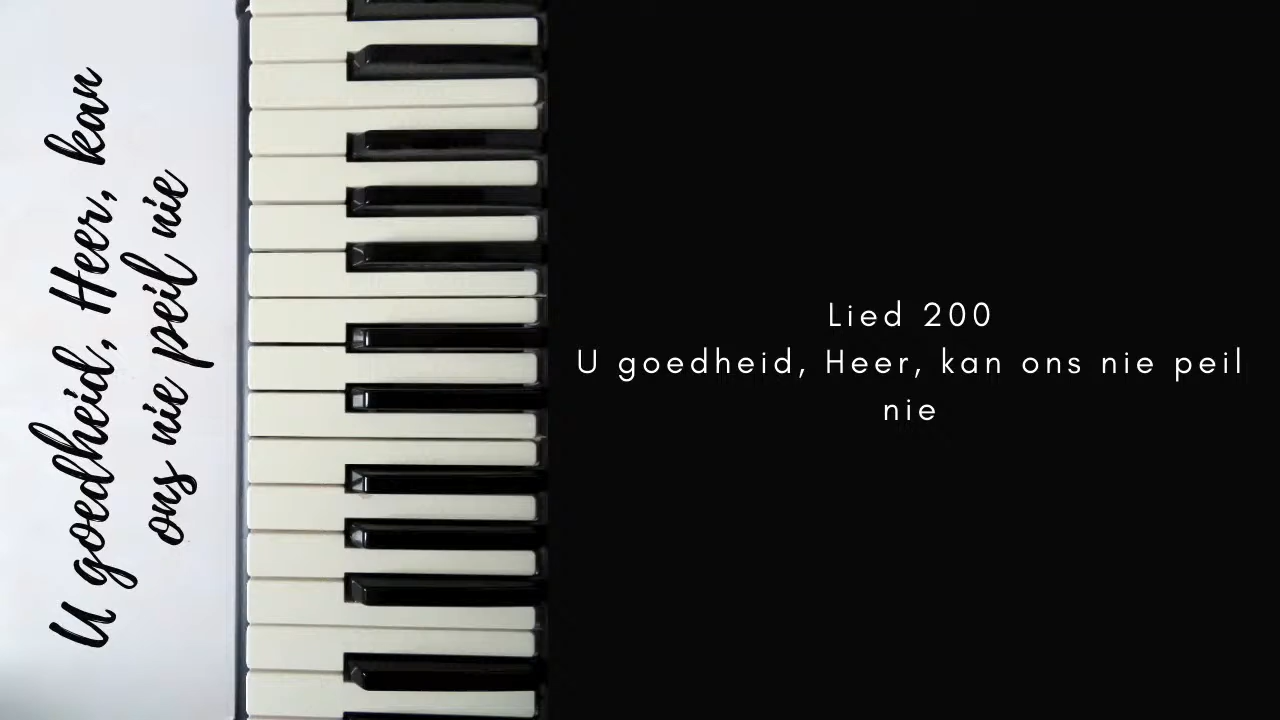 U goedheid, Heer, kan
ons nie peil nie
Lied 200
U goedheid, Heer, kan ons nie peil
nie